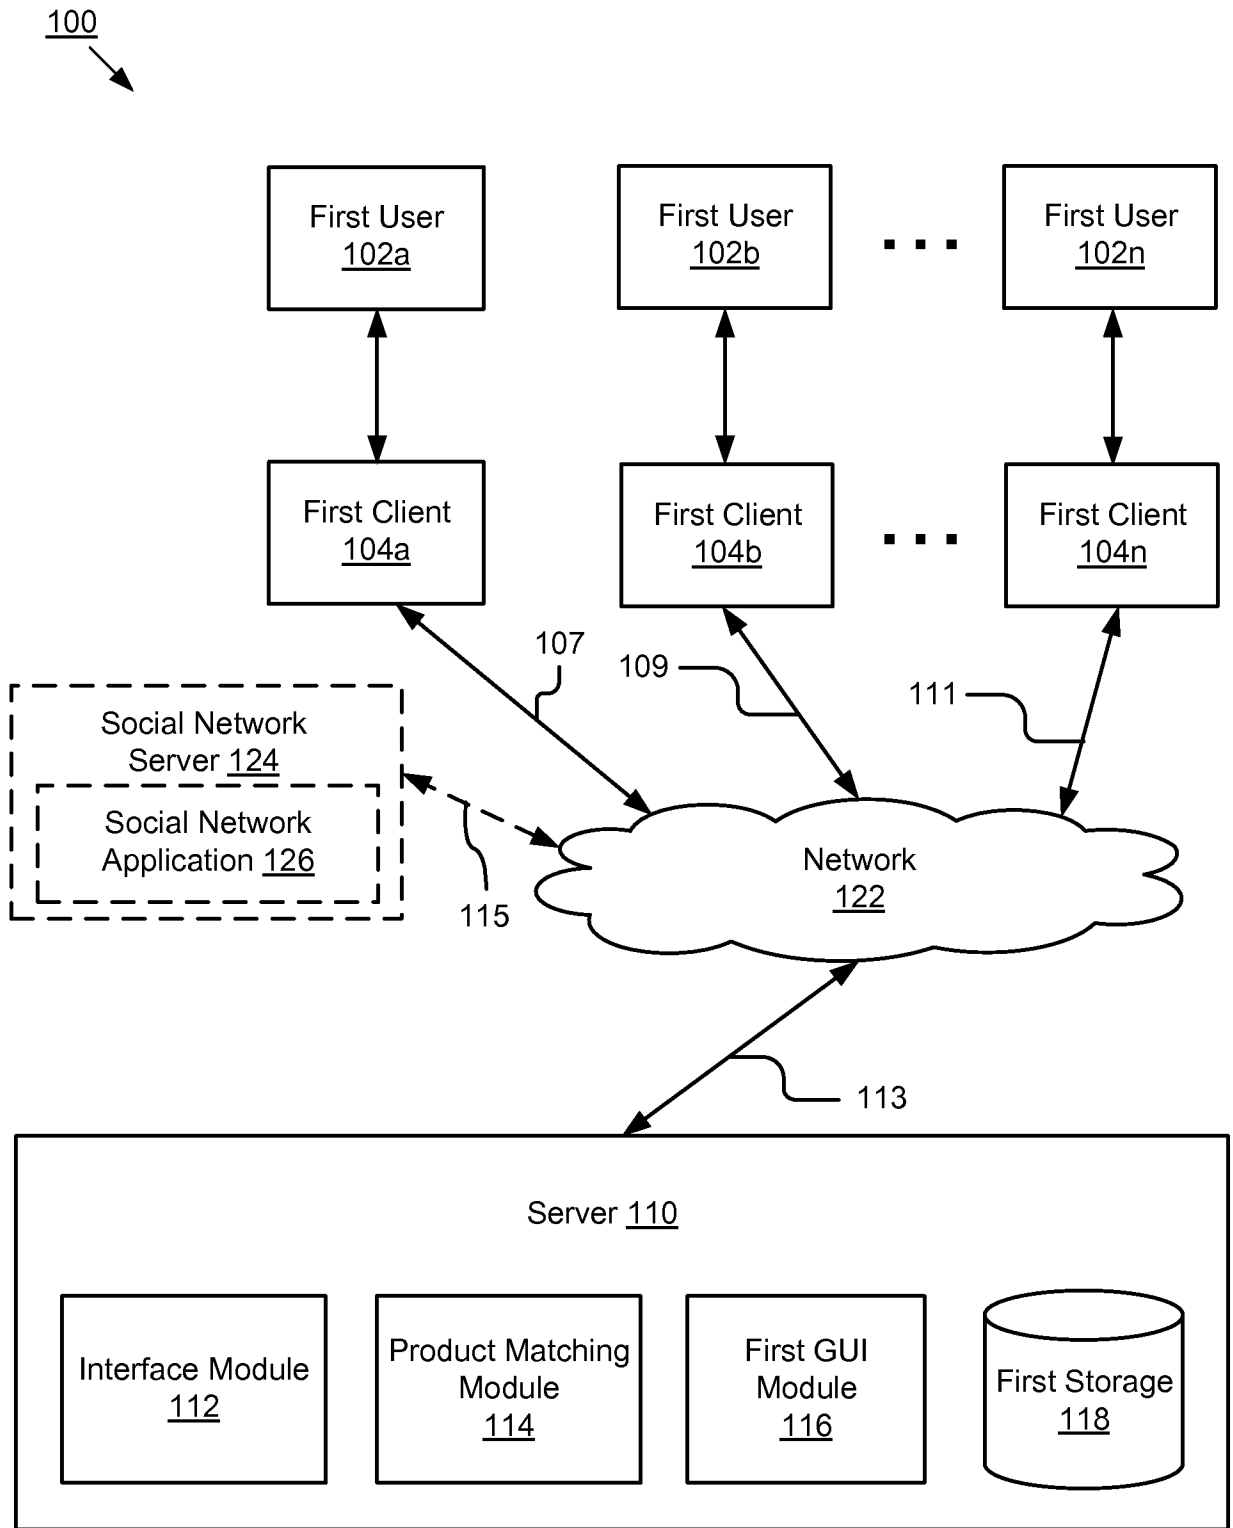 100
First User
102a
First User
102b
First User
102n
First Client
104a
First Client
104b
First Client
104n
107
109
111
Social Network
Server 124
Social Network
Application 126
115
Network
122
113
Server 110
Interface Module
112
Product Matching
Module
114
First GUI
Module
116
First Storage
118